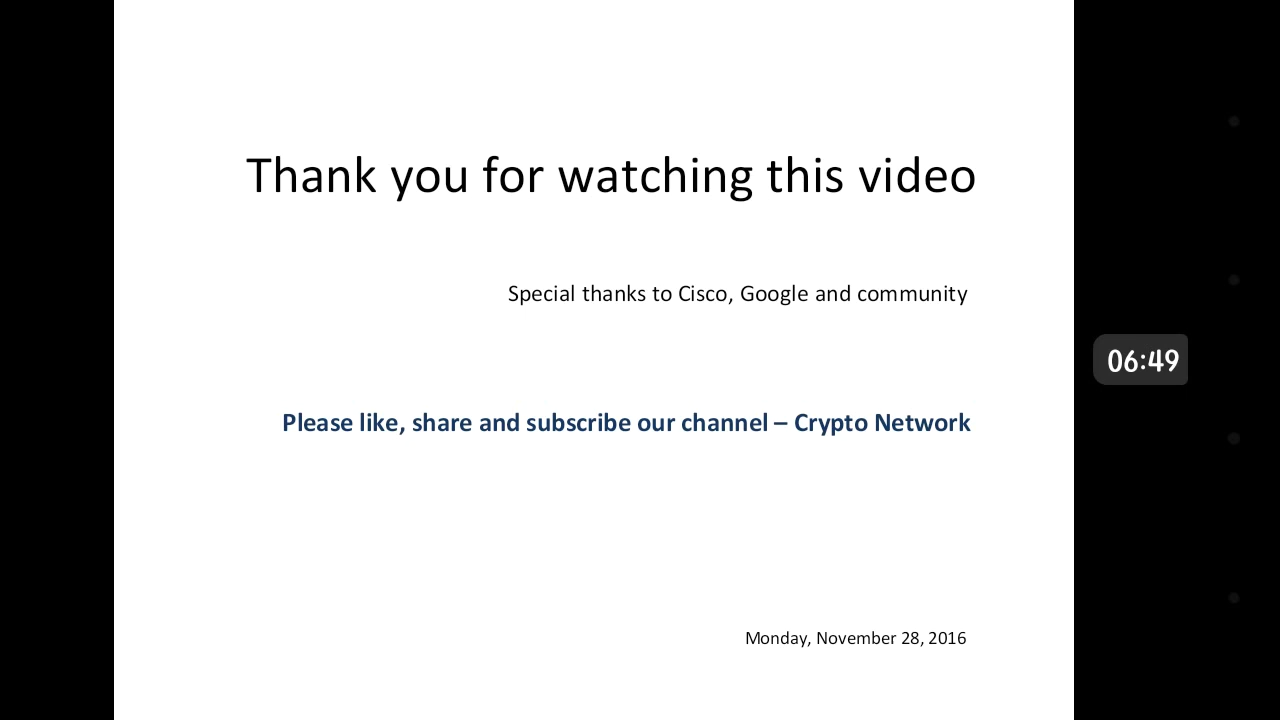 Thank you for watching this video
Special thanks to Cisco, Google and community
06:49
Please like, share and subscribe our channel – Crypto Network
Monday, November 28, 2016